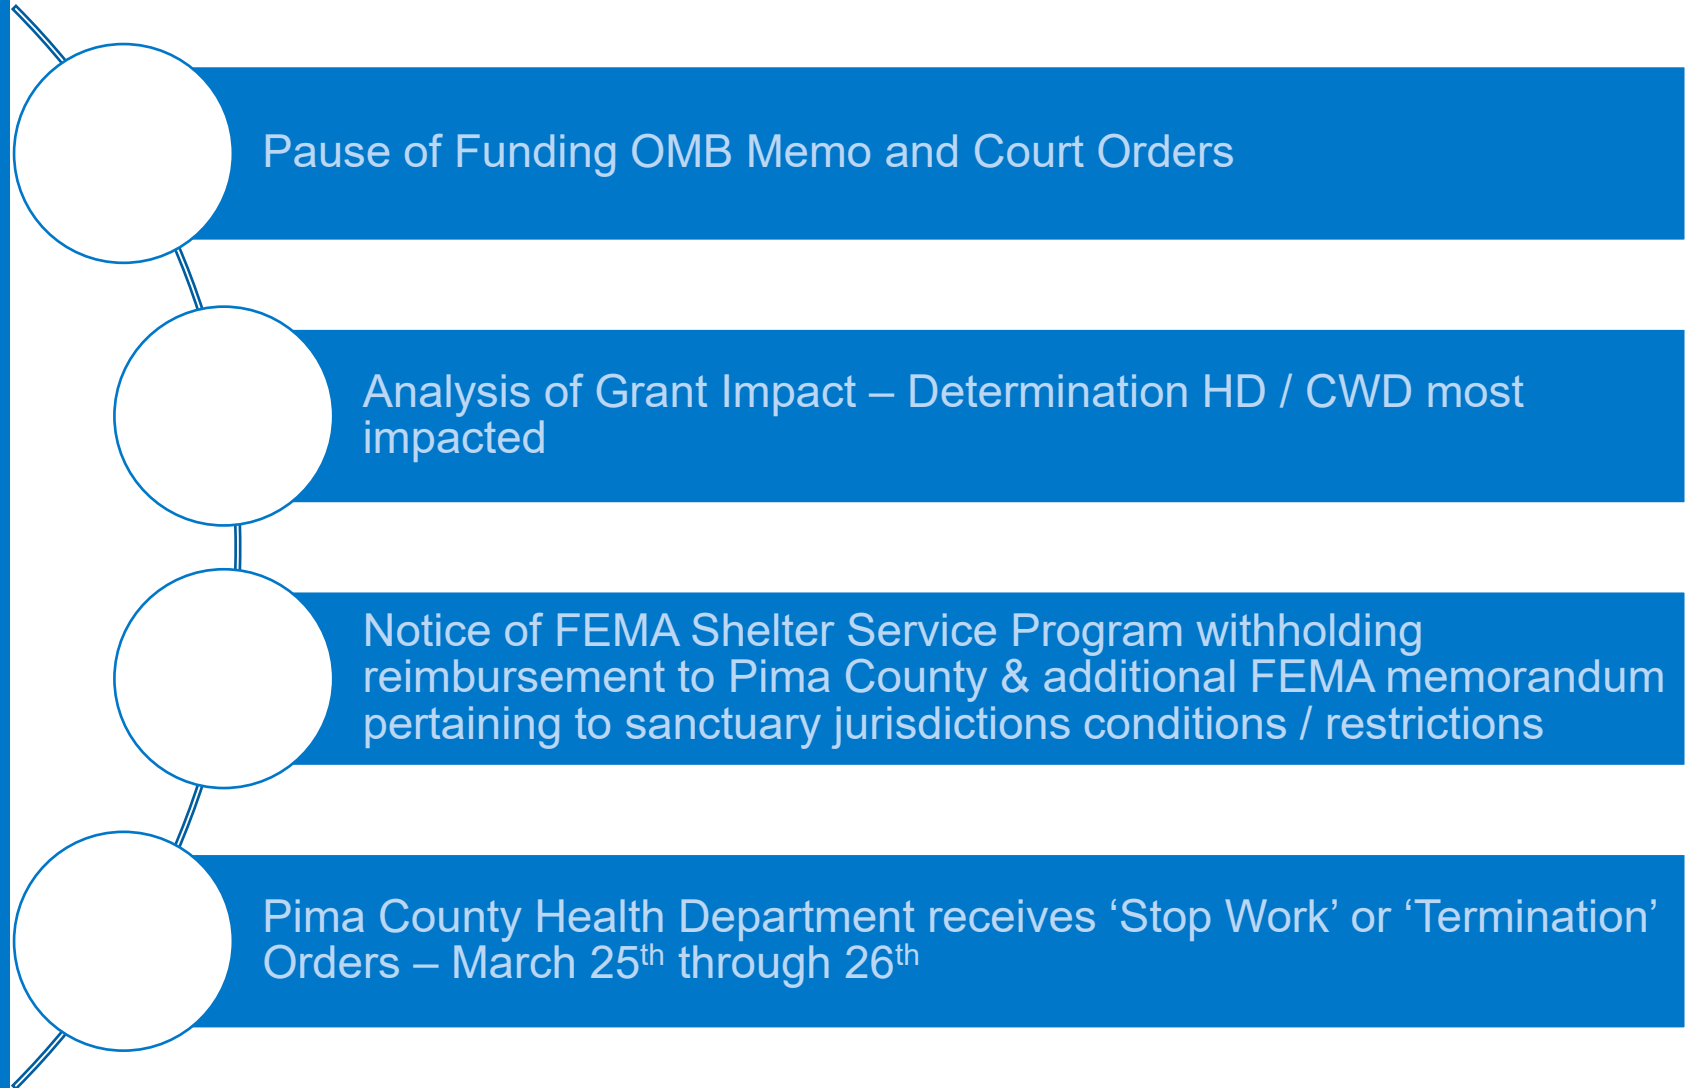 Pause of Funding OMB Memo and Court Orders
Analysis of Grant Impact – Determination HD / CWD most
impacted
Notice of FEMA Shelter Service Program withholding
reimbursement to Pima County & additional FEMA memorandum
pertaining to sanctuary jurisdictions conditions / restrictions
Pima County Health Department receives ‘Stop Work’ or ‘Termination’
Orders – March 25th through 26th